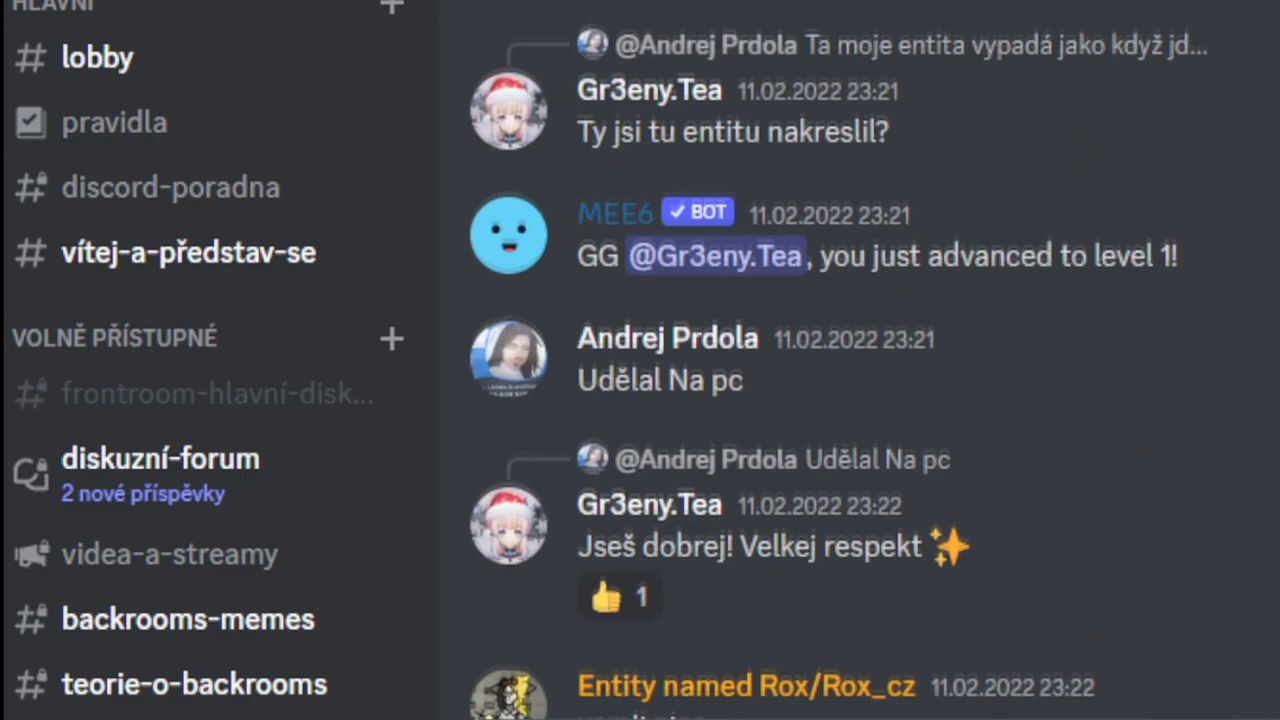 HLAVNÍ
lobby
pravidla
discord-poradna
vítej-a-představ-se
VOLNĚ PŘÍSTUPNÉ
frontroom-hlavní-disk...
diskuzní-forum
2 nové příspěvky
videa-a-streamy
backrooms-memes
teorie-o-backrooms
@Andrej Prdola Ta moje entita vypadá jako když jd...
Gr3eny.Tea 11.02.2022 23:21
Ty jsi tu entitu nakreslil?
MEE6 BOT 11.02.2022 23:21
GG @Gr3eny.Tea, you just advanced to level 1!
Andrej Prdola 11.02.2022 23:21
Udělal Na pc
@Andrej Prdola Udělal Na pc
Gr3eny.Tea 11.02.2022 23:22
Jseš dobrej! Velkej respekt ✨
👍 1
Entity named Rox/Rox_cz 11.02.2022 23:22